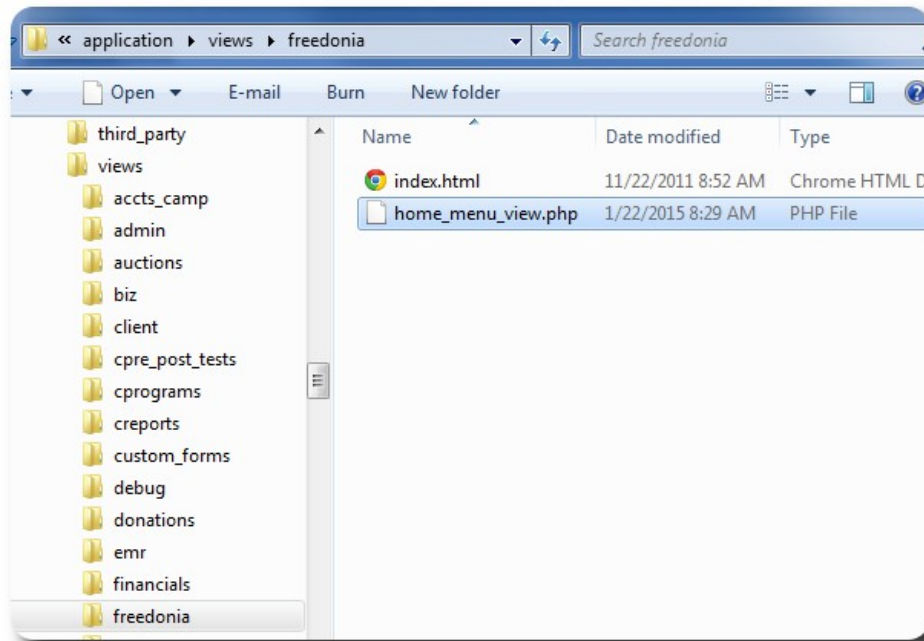 « application ▸ views ▸ freedonia
Search freedonia
Open
E-mail
Burn
New folder
third_party
views
accts_camp
admin
auctions
biz
client
cpre_post_tests
cprograms
creports
custom_forms
debug
donations
emr
financials
freedonia
Name
Date modified
Type
index.html
11/22/2011 8:52 AM
Chrome HTML D
home_menu_view.php
1/22/2015 8:29 AM
PHP File